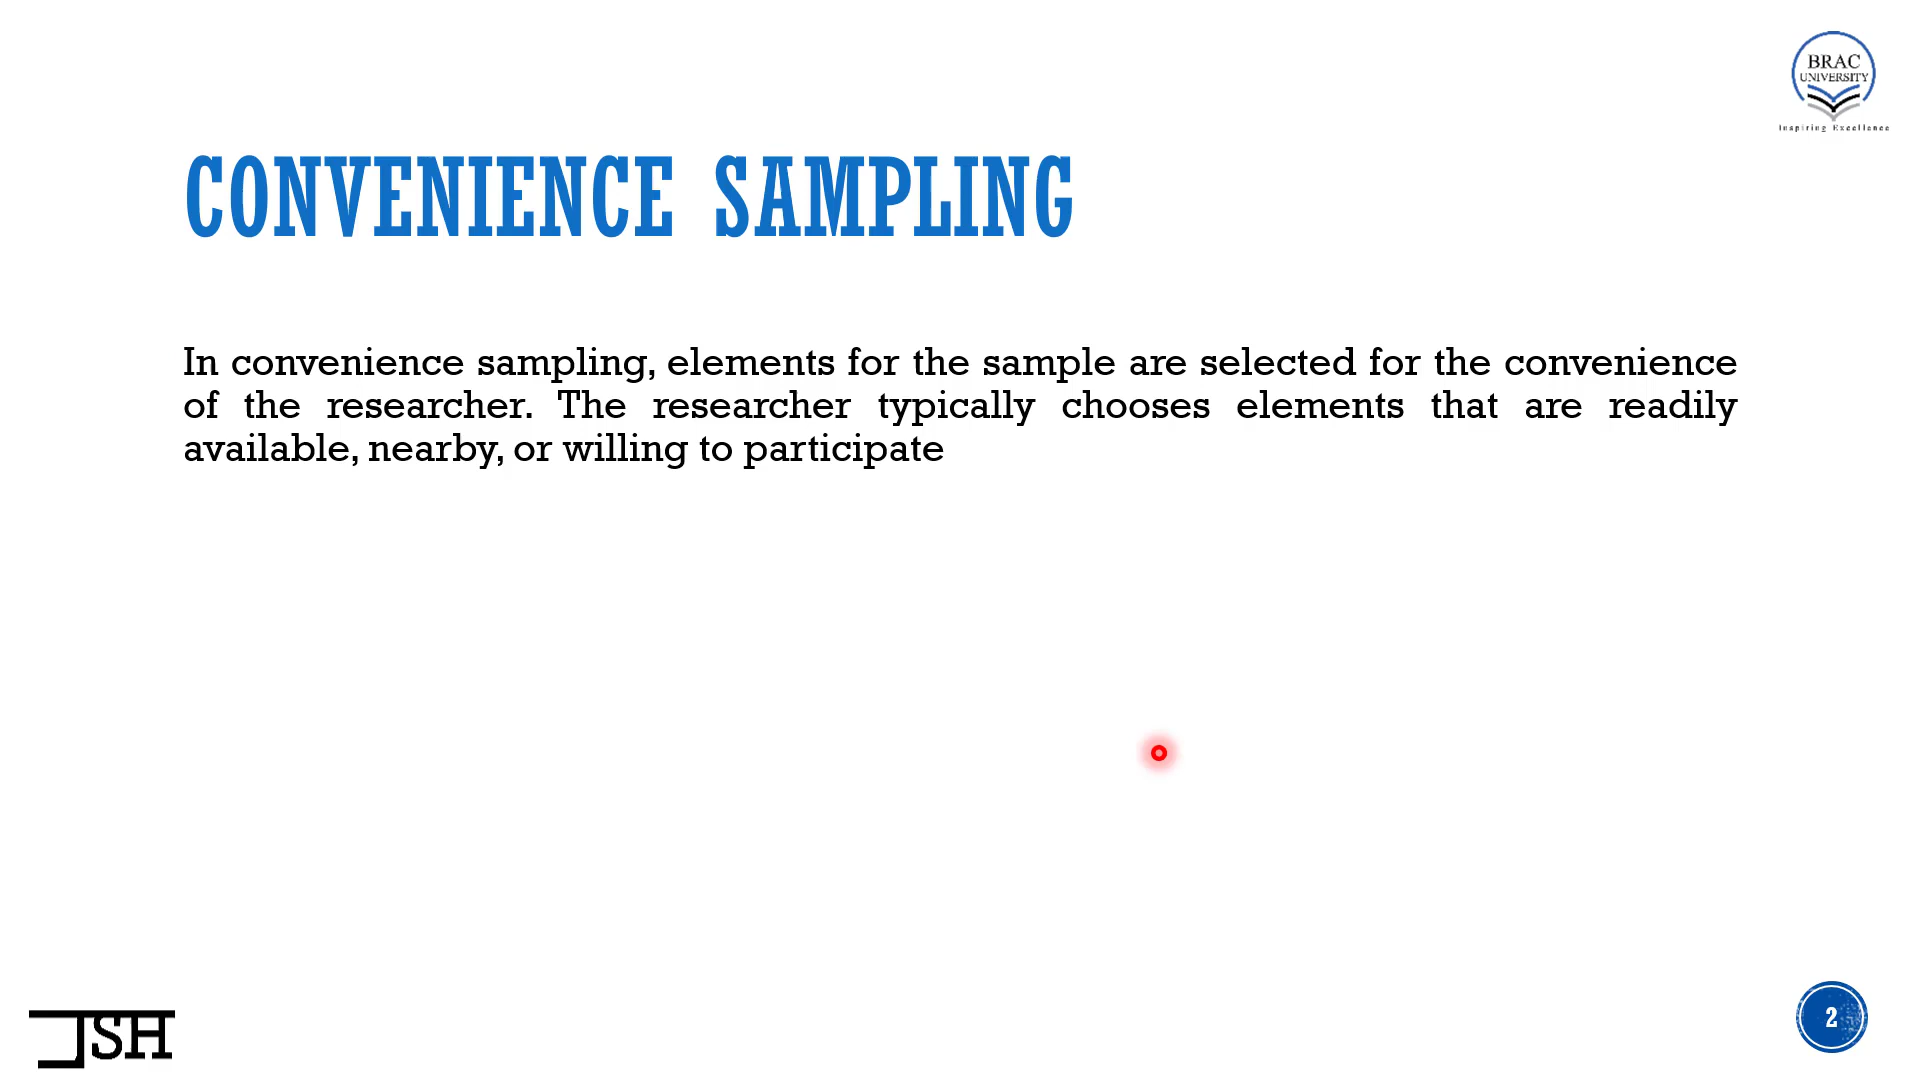 BRAC
UNIVERSITY
Inspiring Excellence
CONVENIENCE SAMPLING
In convenience sampling, elements for the sample are selected for the convenience
of the researcher. The researcher typically chooses elements that are readily
available, nearby, or willing to participate
JSH
2